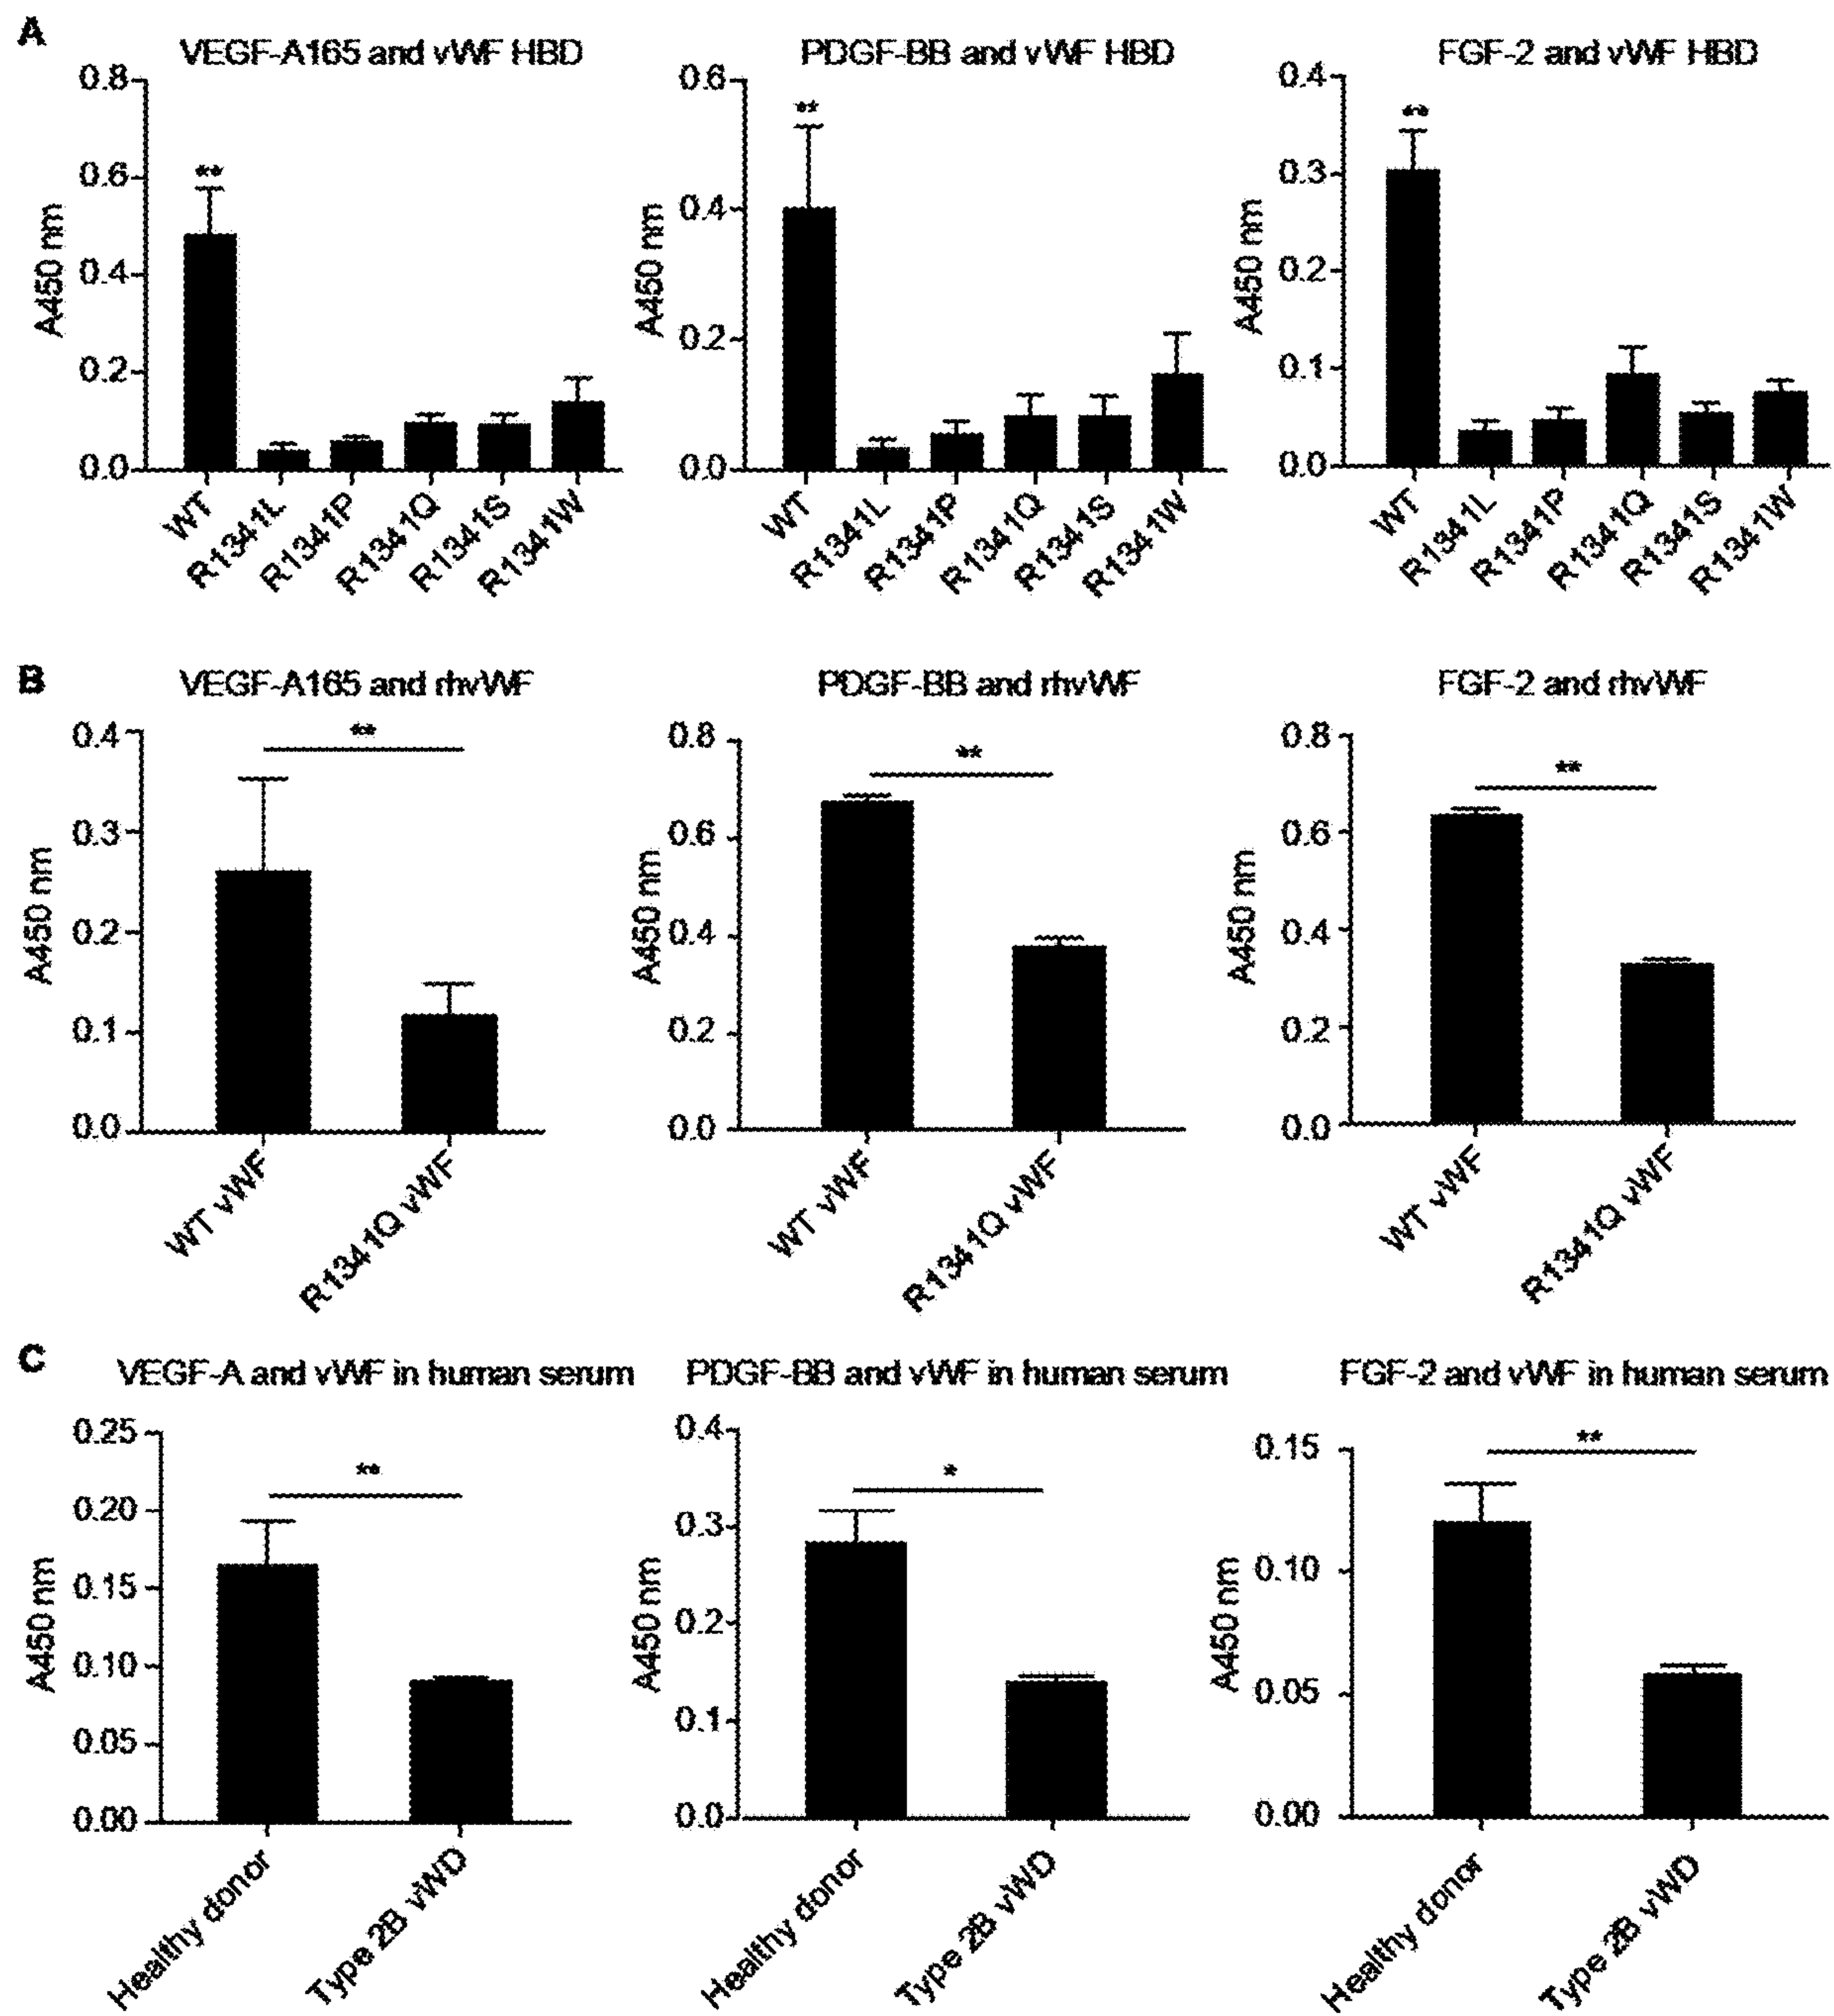 A
VEGF-A165 and vWF HBD
PDGF-BB and vWF HBD
FGF-2 and vWF HBD
A450 nm
0.8
0.6
0.4
0.2
0.0
**
WT
R1341L
R1341P
R1341Q
R1341S
R1341W
A450 nm
0.6
0.4
0.2
0.0
**
WT
R1341L
R1341P
R1341Q
R1341S
R1341W
A450 nm
0.4
0.3
0.2
0.1
0.0
**
WT
R1341L
R1341P
R1341Q
R1341S
R1341W
B
VEGF-A165 and rhvWF
PDGF-BB and rhvWF
FGF-2 and rhvWF
A450 nm
0.4
0.3
0.2
0.1
0.0
**
WT vWF
R1341Q vWF
A450 nm
0.8
0.6
0.4
0.2
0.0
**
WT vWF
R1341Q vWF
A450 nm
0.8
0.6
0.4
0.2
0.0
**
WT vWF
R1341Q vWF
C
VEGF-A and vWF in human serum
PDGF-BB and vWF in human serum
FGF-2 and vWF in human serum
A450 nm
0.25
0.20
0.15
0.10
0.05
0.00
**
Healthy donor
Type 2B vWD
A450 nm
0.4
0.3
0.2
0.1
0.0
*
Healthy donor
Type 2B vWD
A450 nm
0.15
0.10
0.05
0.00
**
Healthy donor
Type 2B vWD